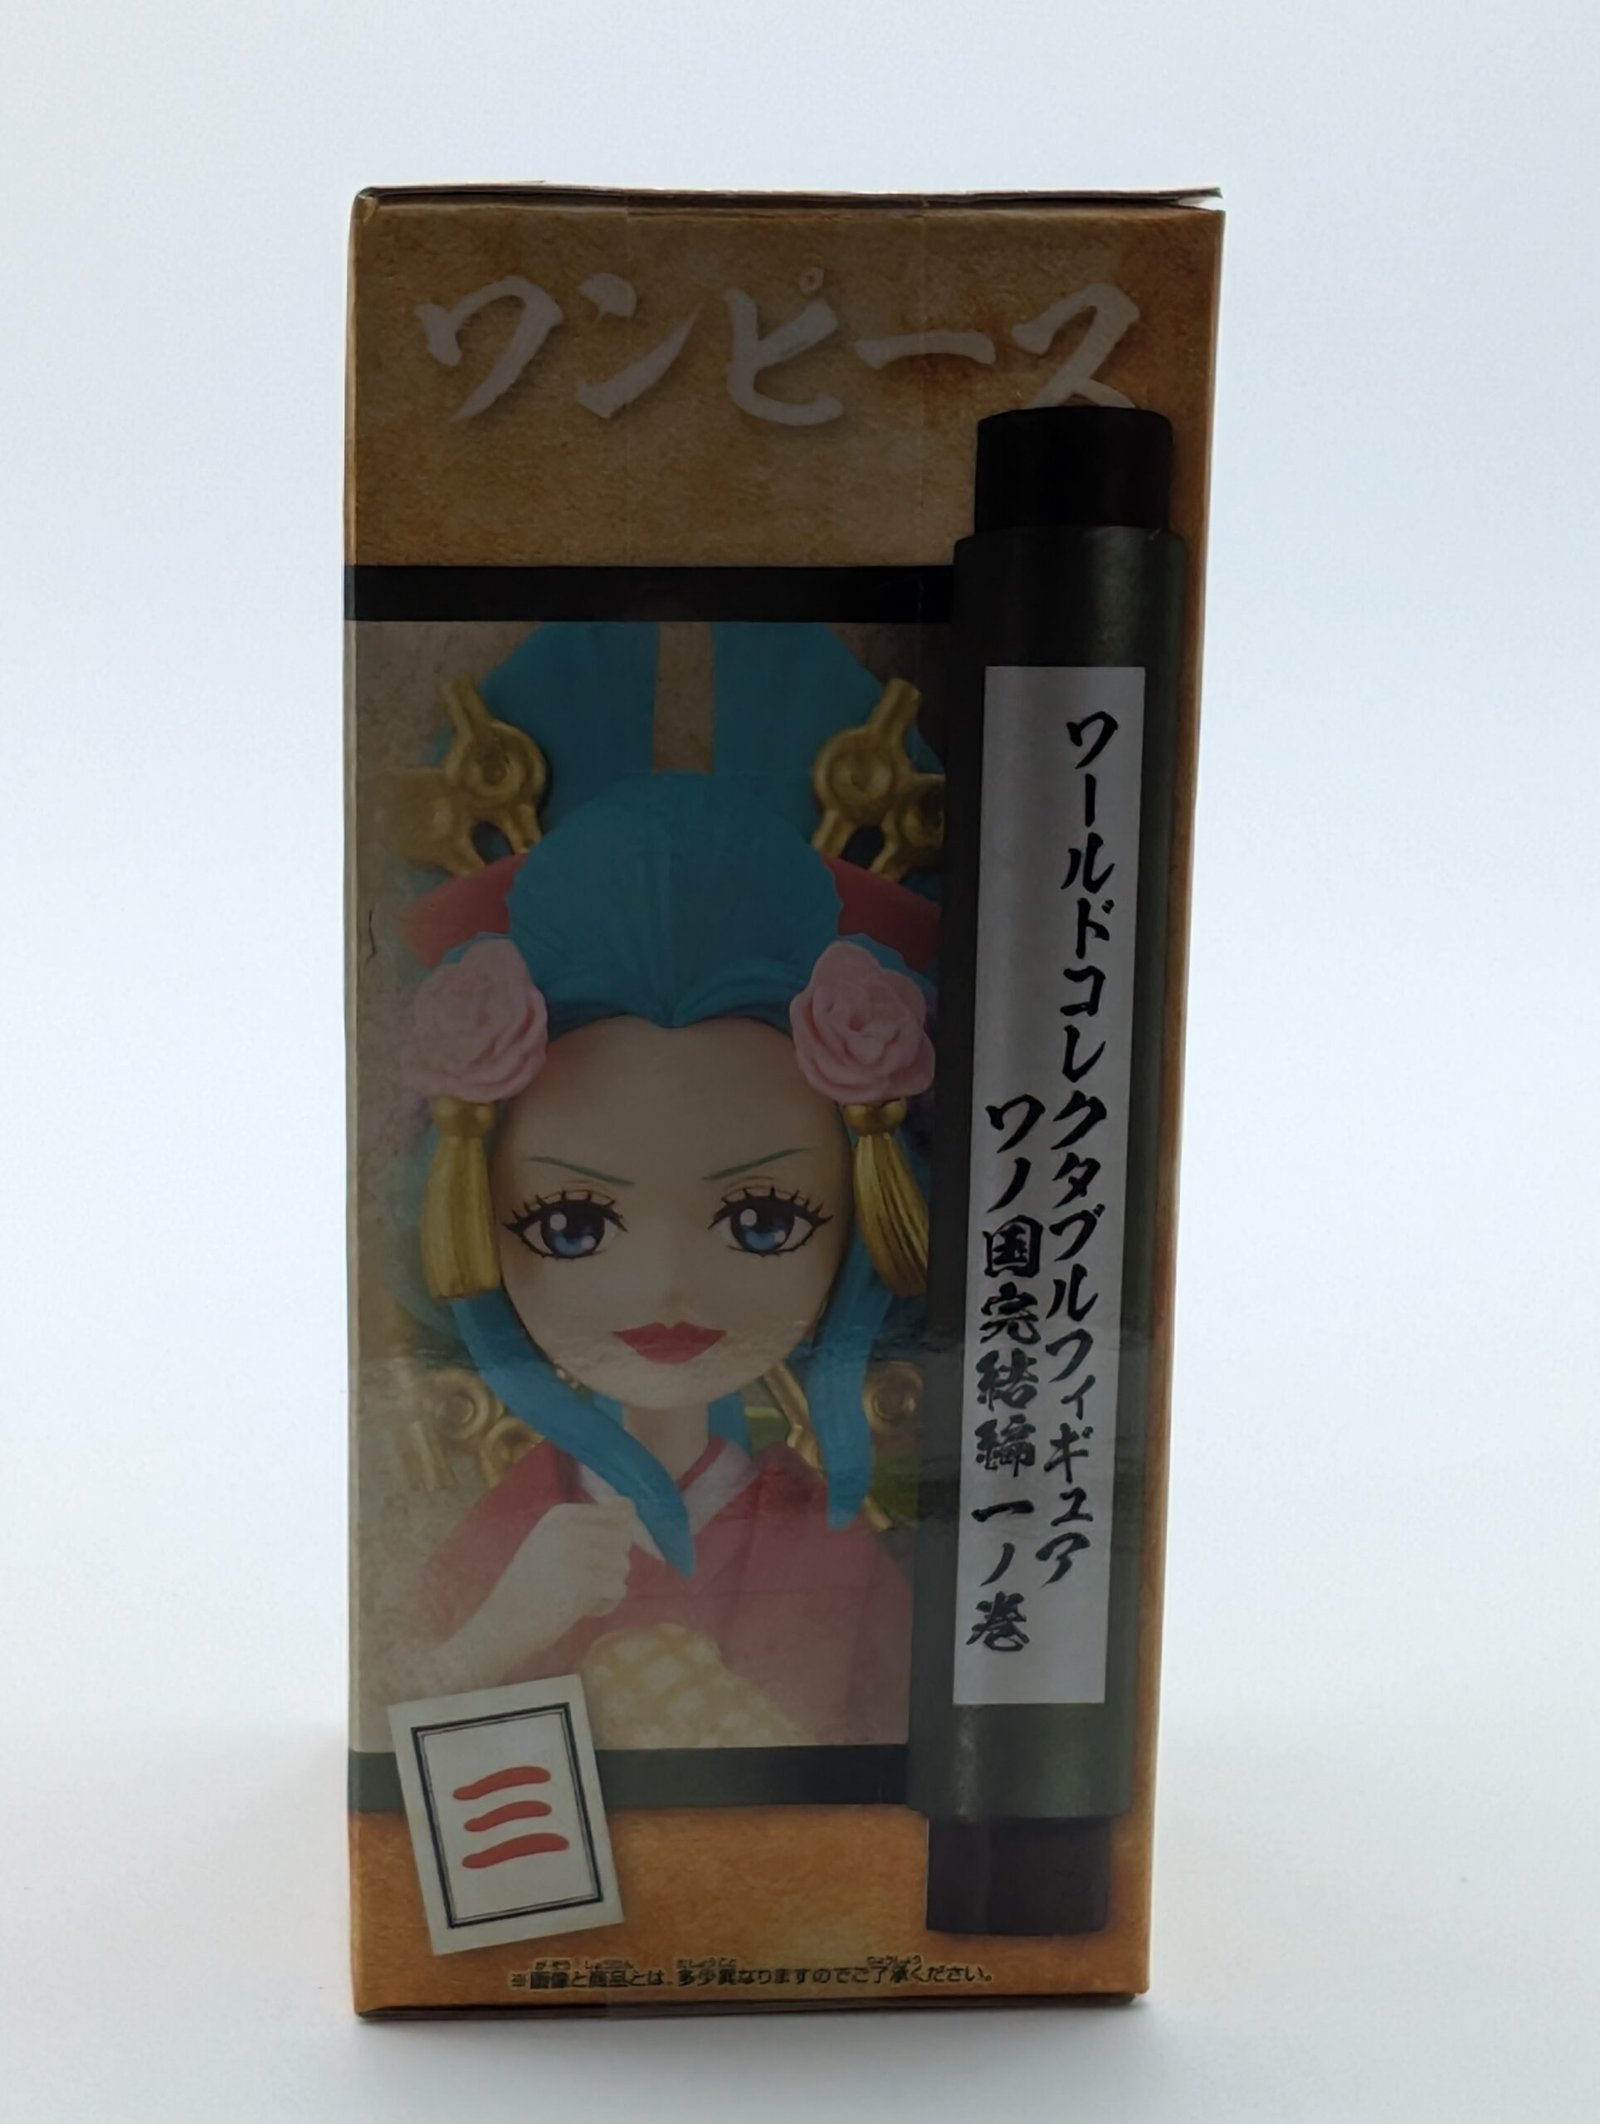 ワンピース
ワールドコレクタブルフィギュア
ワノ国完結編 一ノ巻
三
※画像と商品とは、多少異なりますのでご了承ください。